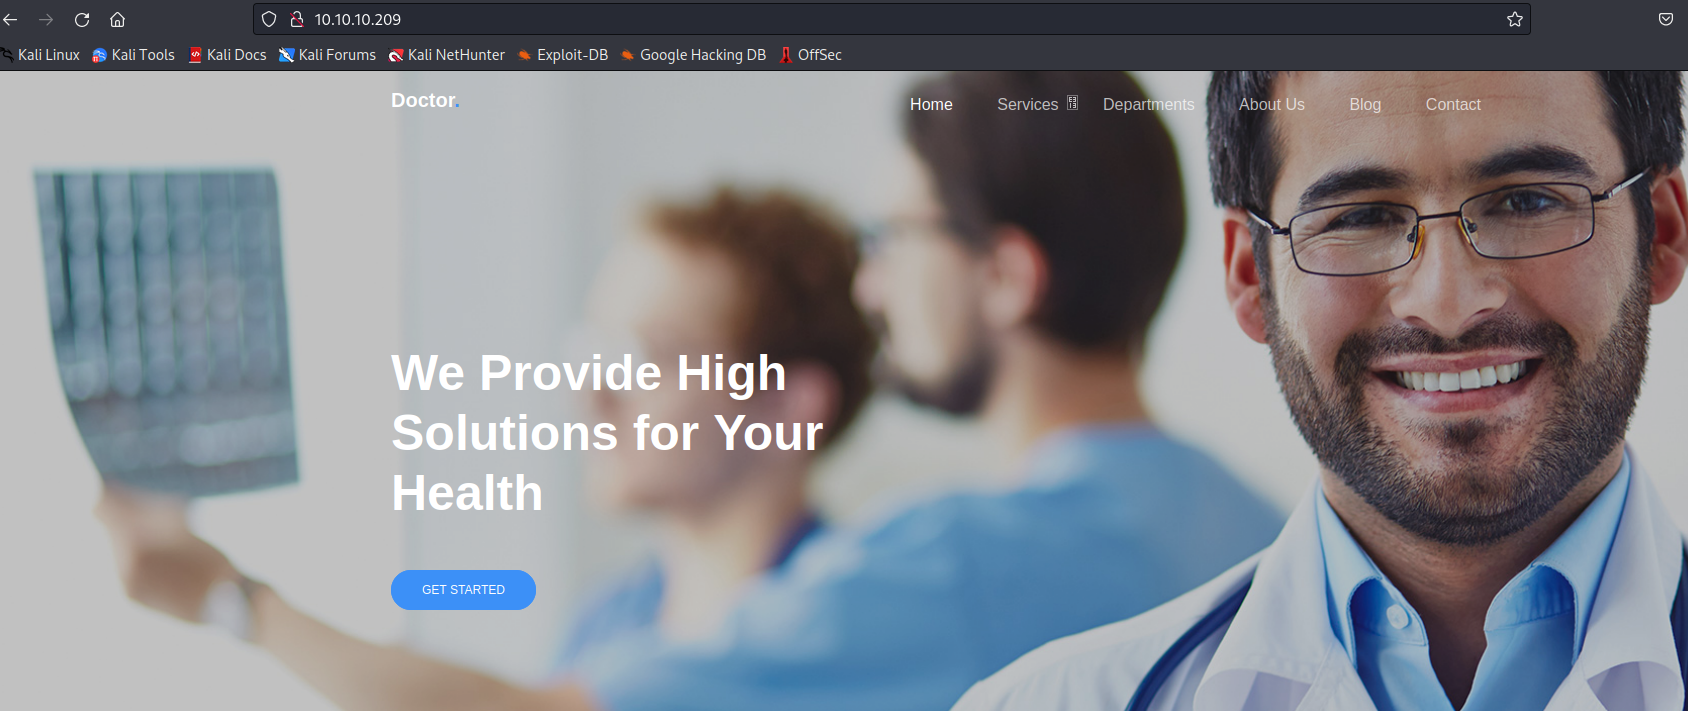 10.10.10.209
Kali Linux Kali Tools Kali Docs Kali Forums Kali NetHunter Exploit-DB Google Hacking DB OffSec
Doctor.
Home Services Departments About Us Blog Contact
We Provide High
Solutions for Your
Health
GET STARTED